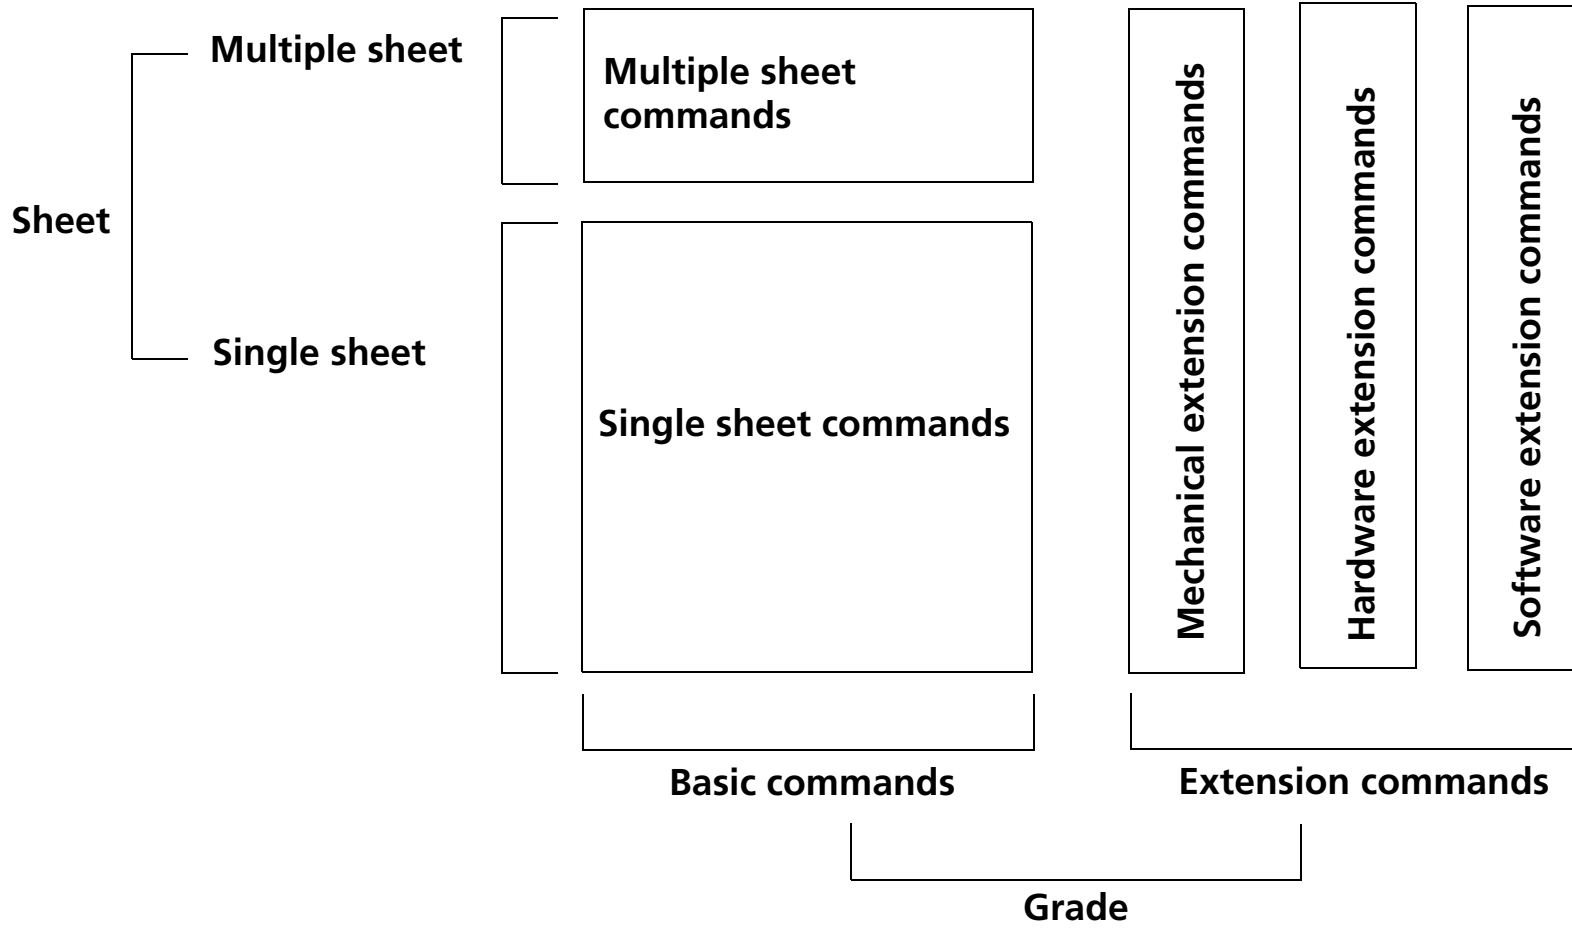 Multiple sheet
Multiple sheet
commands
Sheet
Single sheet
Single sheet commands
Mechanical extension commands
Hardware extension commands
Software extension commands
Basic commands
Extension commands
Grade